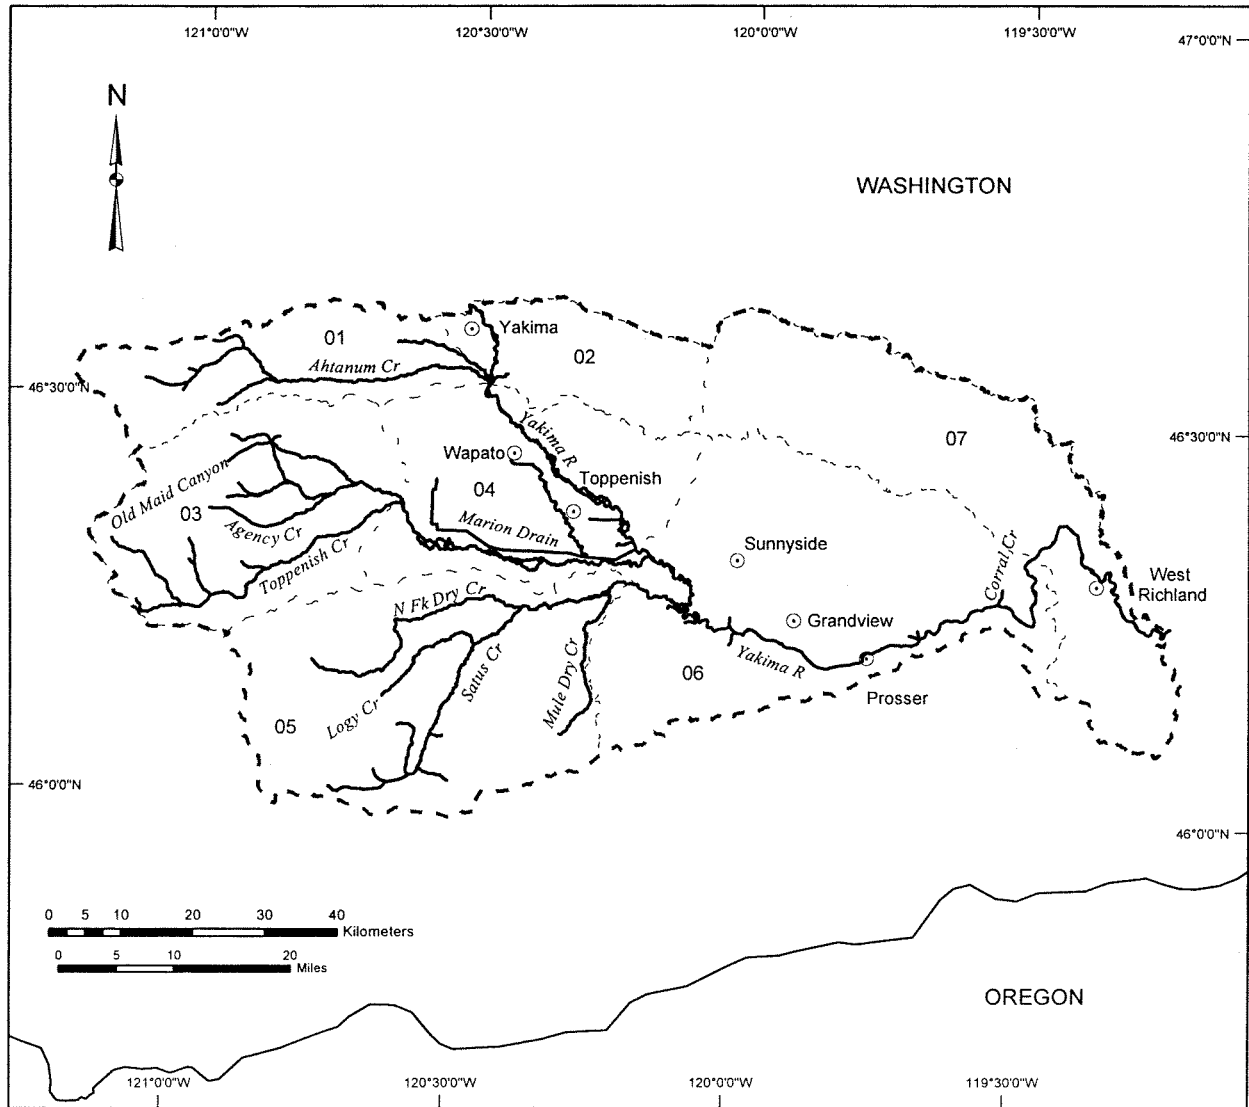 121°0'0"W
120°30'0"W
120°0'0"W
119°30'0"W
47°0'0"N
N
WASHINGTON
01
Yakima
02
Ahtanum Cr
46°30'0"N
Yakima R
07
46°30'0"N
Wapato
Old Maid Canyon
Toppenish
04
03
Agency Cr
Marion Drain
Sunnyside
Toppenish Cr
Corral Cr
West
Richland
N Fk Dry Cr
Grandview
Satus Cr
Mule Dry Cr
06
Yakima R
Logy Cr
Prosser
05
46°0'0"N
46°0'0"N
0 5 10 20 30 40
Kilometers
0 5 10 20
Miles
OREGON
121°0'0"W
120°30'0"W
120°0'0"W
119°30'0"W